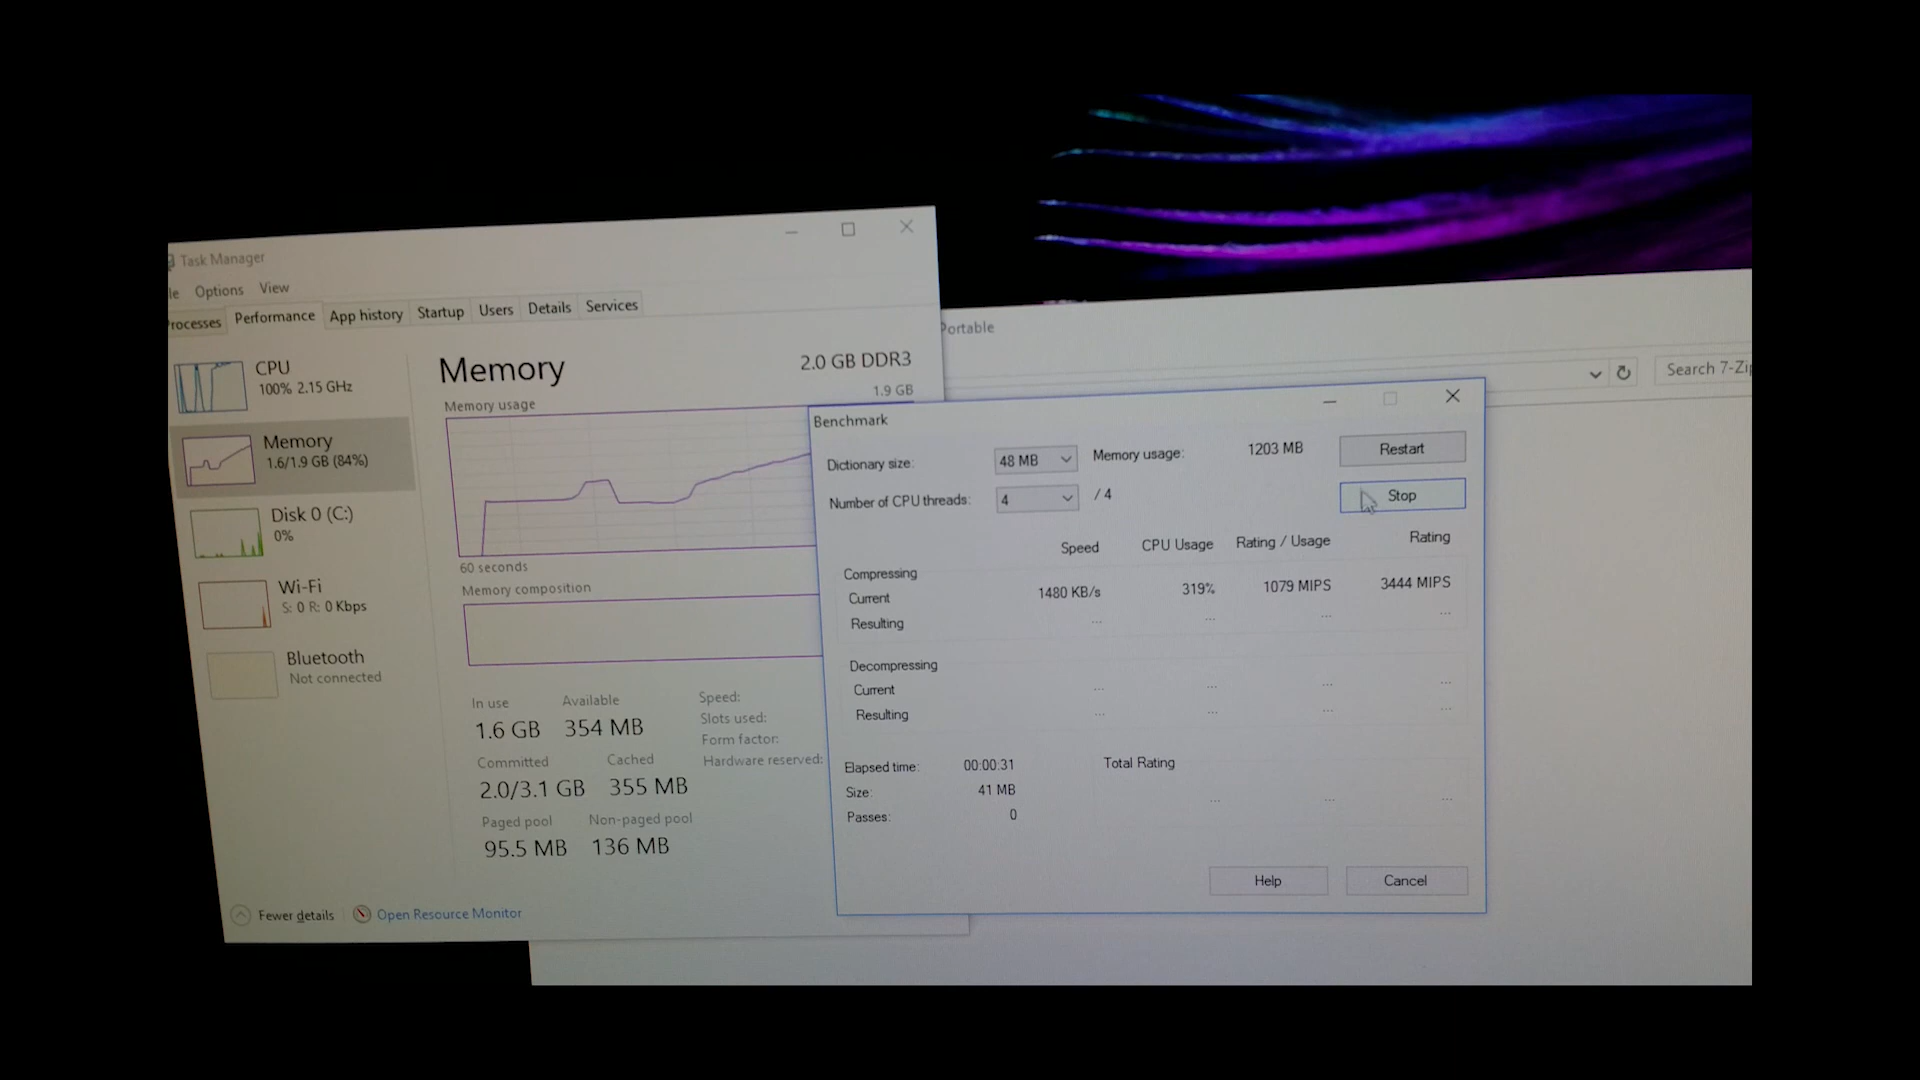 Task Manager
le Options View
Processes Performance App history Startup Users Details Services
CPU
100% 2.15 GHz
Memory
1.6/1.9 GB (84%)
Disk 0 (C:)
0%
Wi-Fi
S: 0 R: 0 Kbps
Bluetooth
Not connected
Memory 2.0 GB DDR3
Memory usage 1.9 GB
60 seconds
Memory composition
In use Available
1.6 GB 354 MB
Committed Cached
2.0/3.1 GB 355 MB
Paged pool Non-paged pool
95.5 MB 136 MB
Speed:
Slots used:
Form factor:
Hardware reserved:
Fewer details Open Resource Monitor
Portable
Search 7-Zip
Benchmark
Dictionary size: 48 MB Memory usage: 1203 MB Restart
Number of CPU threads: 4 / 4 Stop
Speed CPU Usage Rating / Usage Rating
Compressing
Current 1480 KB/s 319% 1079 MIPS 3444 MIPS
Resulting ... ... ... ...
Decompressing
Current ... ... ... ...
Resulting ... ... ... ...
Elapsed time: 00:00:31 Total Rating
Size: 41 MB ... ... ...
Passes: 0
Help Cancel